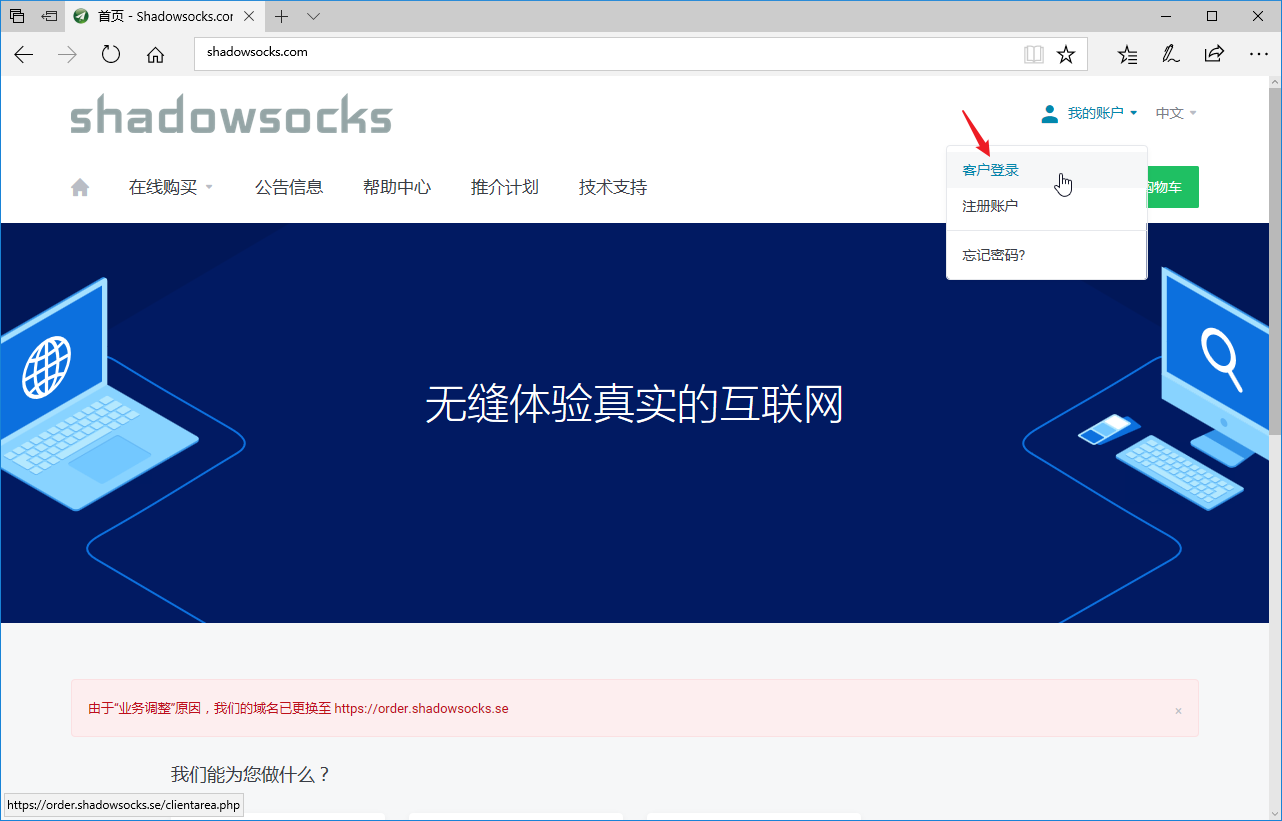 首页 - Shadowsocks.com
shadowsocks.com
shadowsocks
我的账户
中文
在线购买
公告信息
帮助中心
推介计划
技术支持
物车
客户登录
注册账户
忘记密码?
无缝体验真实的互联网
由于“业务调整”原因，我们的域名已更换至 https://order.shadowsocks.se
×
我们能为您做什么？
https://order.shadowsocks.se/clientarea.php